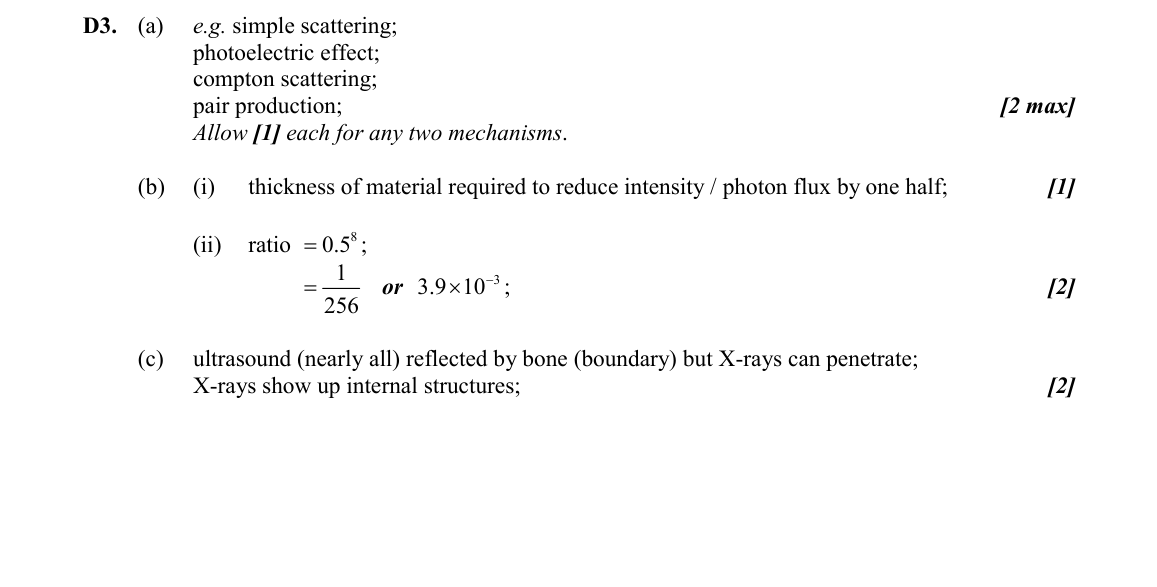 D3. (a) e.g. simple scattering;
photoelectric effect;
compton scattering;
pair production; [2 max]
Allow [1] each for any two mechanisms.
(b) (i) thickness of material required to reduce intensity / photon flux by one half; [1]
(ii) ratio = 0.5⁸ ;
= 1/256 or 3.9×10⁻³ ; [2]
(c) ultrasound (nearly all) reflected by bone (boundary) but X-rays can penetrate;
X-rays show up internal structures; [2]